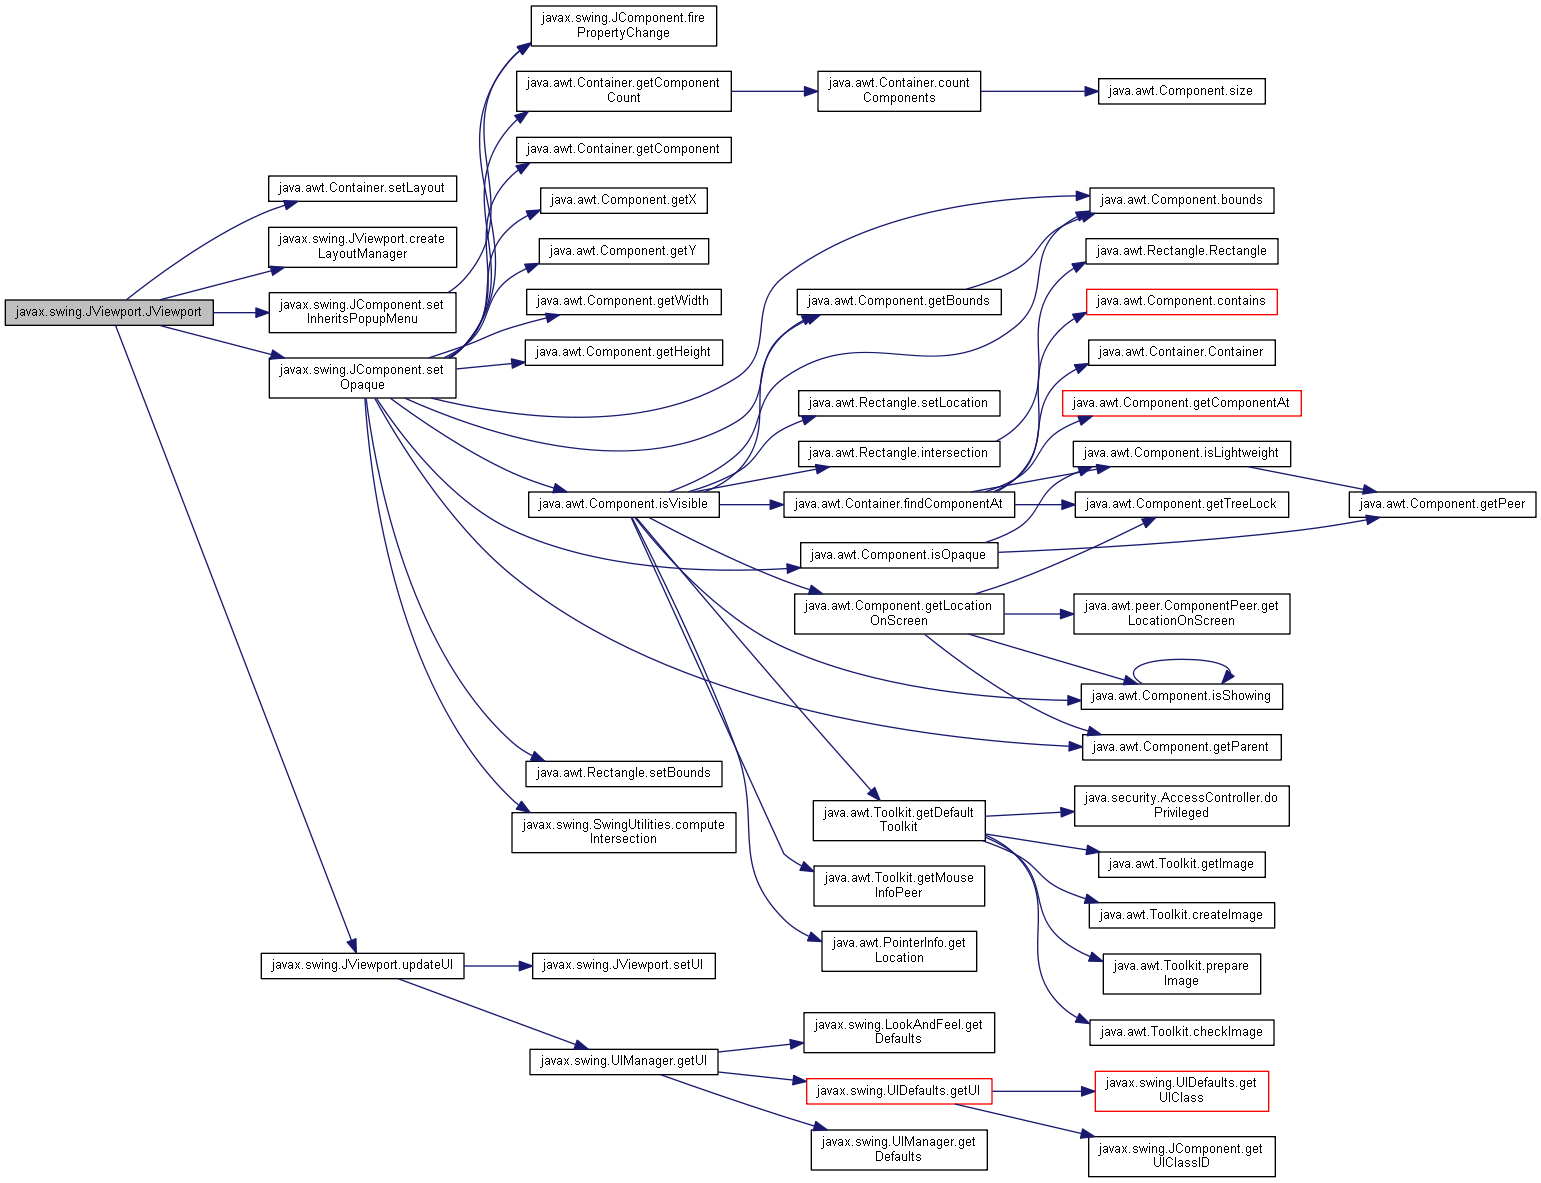 javax.swing.JViewport.JViewport
java.awt.Container.setLayout
javax.swing.JViewport.create
LayoutManager
javax.swing.JComponent.set
InheritsPopupMenu
javax.swing.JComponent.set
Opaque
javax.swing.JViewport.updateUI
javax.swing.JComponent.fire
PropertyChange
java.awt.Container.getComponent
Count
java.awt.Container.getComponent
java.awt.Component.getX
java.awt.Component.getY
java.awt.Component.getWidth
java.awt.Component.getHeight
java.awt.Component.isVisible
java.awt.Rectangle.setBounds
javax.swing.SwingUtilities.compute
Intersection
javax.swing.JViewport.setUI
javax.swing.UIManager.getUI
java.awt.Container.count
Components
java.awt.Component.getBounds
java.awt.Rectangle.setLocation
java.awt.Rectangle.intersection
java.awt.Container.findComponentAt
java.awt.Component.isOpaque
java.awt.Component.getLocation
OnScreen
java.awt.Toolkit.getDefault
Toolkit
java.awt.Toolkit.getMouse
InfoPeer
java.awt.PointerInfo.get
Location
javax.swing.LookAndFeel.get
Defaults
javax.swing.UIDefaults.getUI
javax.swing.UIManager.get
Defaults
java.awt.Component.size
java.awt.Component.bounds
java.awt.Rectangle.Rectangle
java.awt.Component.contains
java.awt.Container.Container
java.awt.Component.getComponentAt
java.awt.Component.isLightweight
java.awt.Component.getTreeLock
java.awt.peer.ComponentPeer.get
LocationOnScreen
java.awt.Component.isShowing
java.awt.Component.getParent
java.security.AccessController.do
Privileged
java.awt.Toolkit.getImage
java.awt.Toolkit.createImage
java.awt.Toolkit.prepare
Image
java.awt.Toolkit.checkImage
javax.swing.UIDefaults.get
UIClass
javax.swing.JComponent.get
UIClassID
java.awt.Component.getPeer